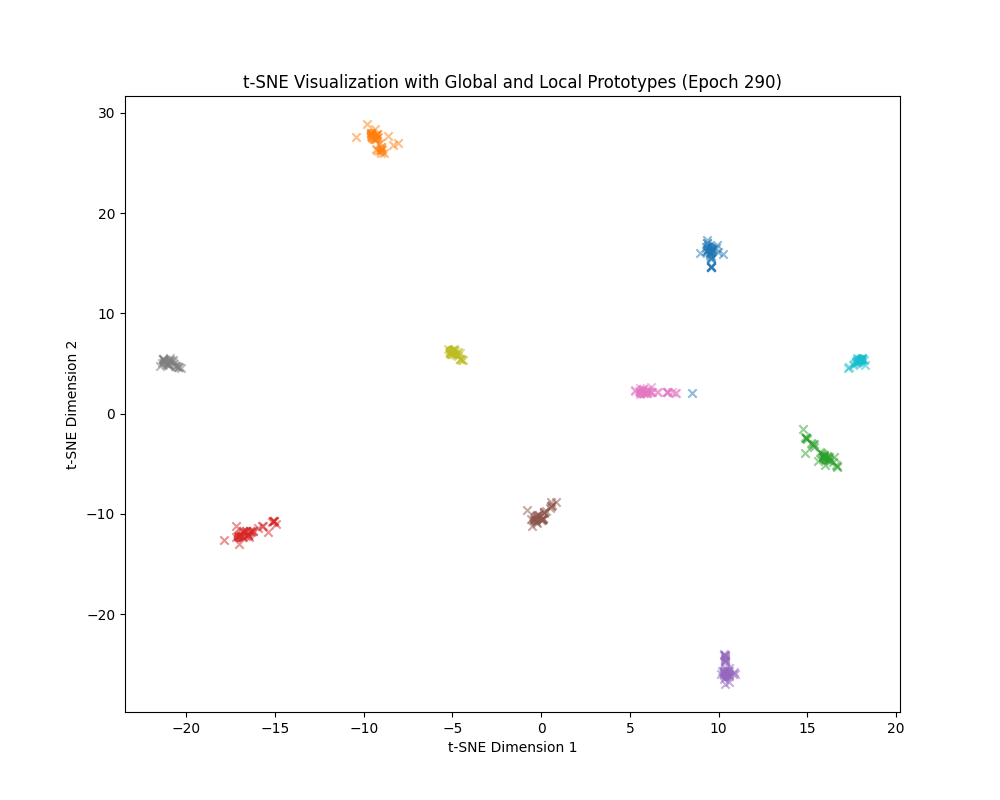 t-SNE Visualization with Global and Local Prototypes (Epoch 290)
30
20
10
0
−10
−20
t-SNE Dimension 2
−20 −15 −10 −5 0 5 10 15 20
t-SNE Dimension 1